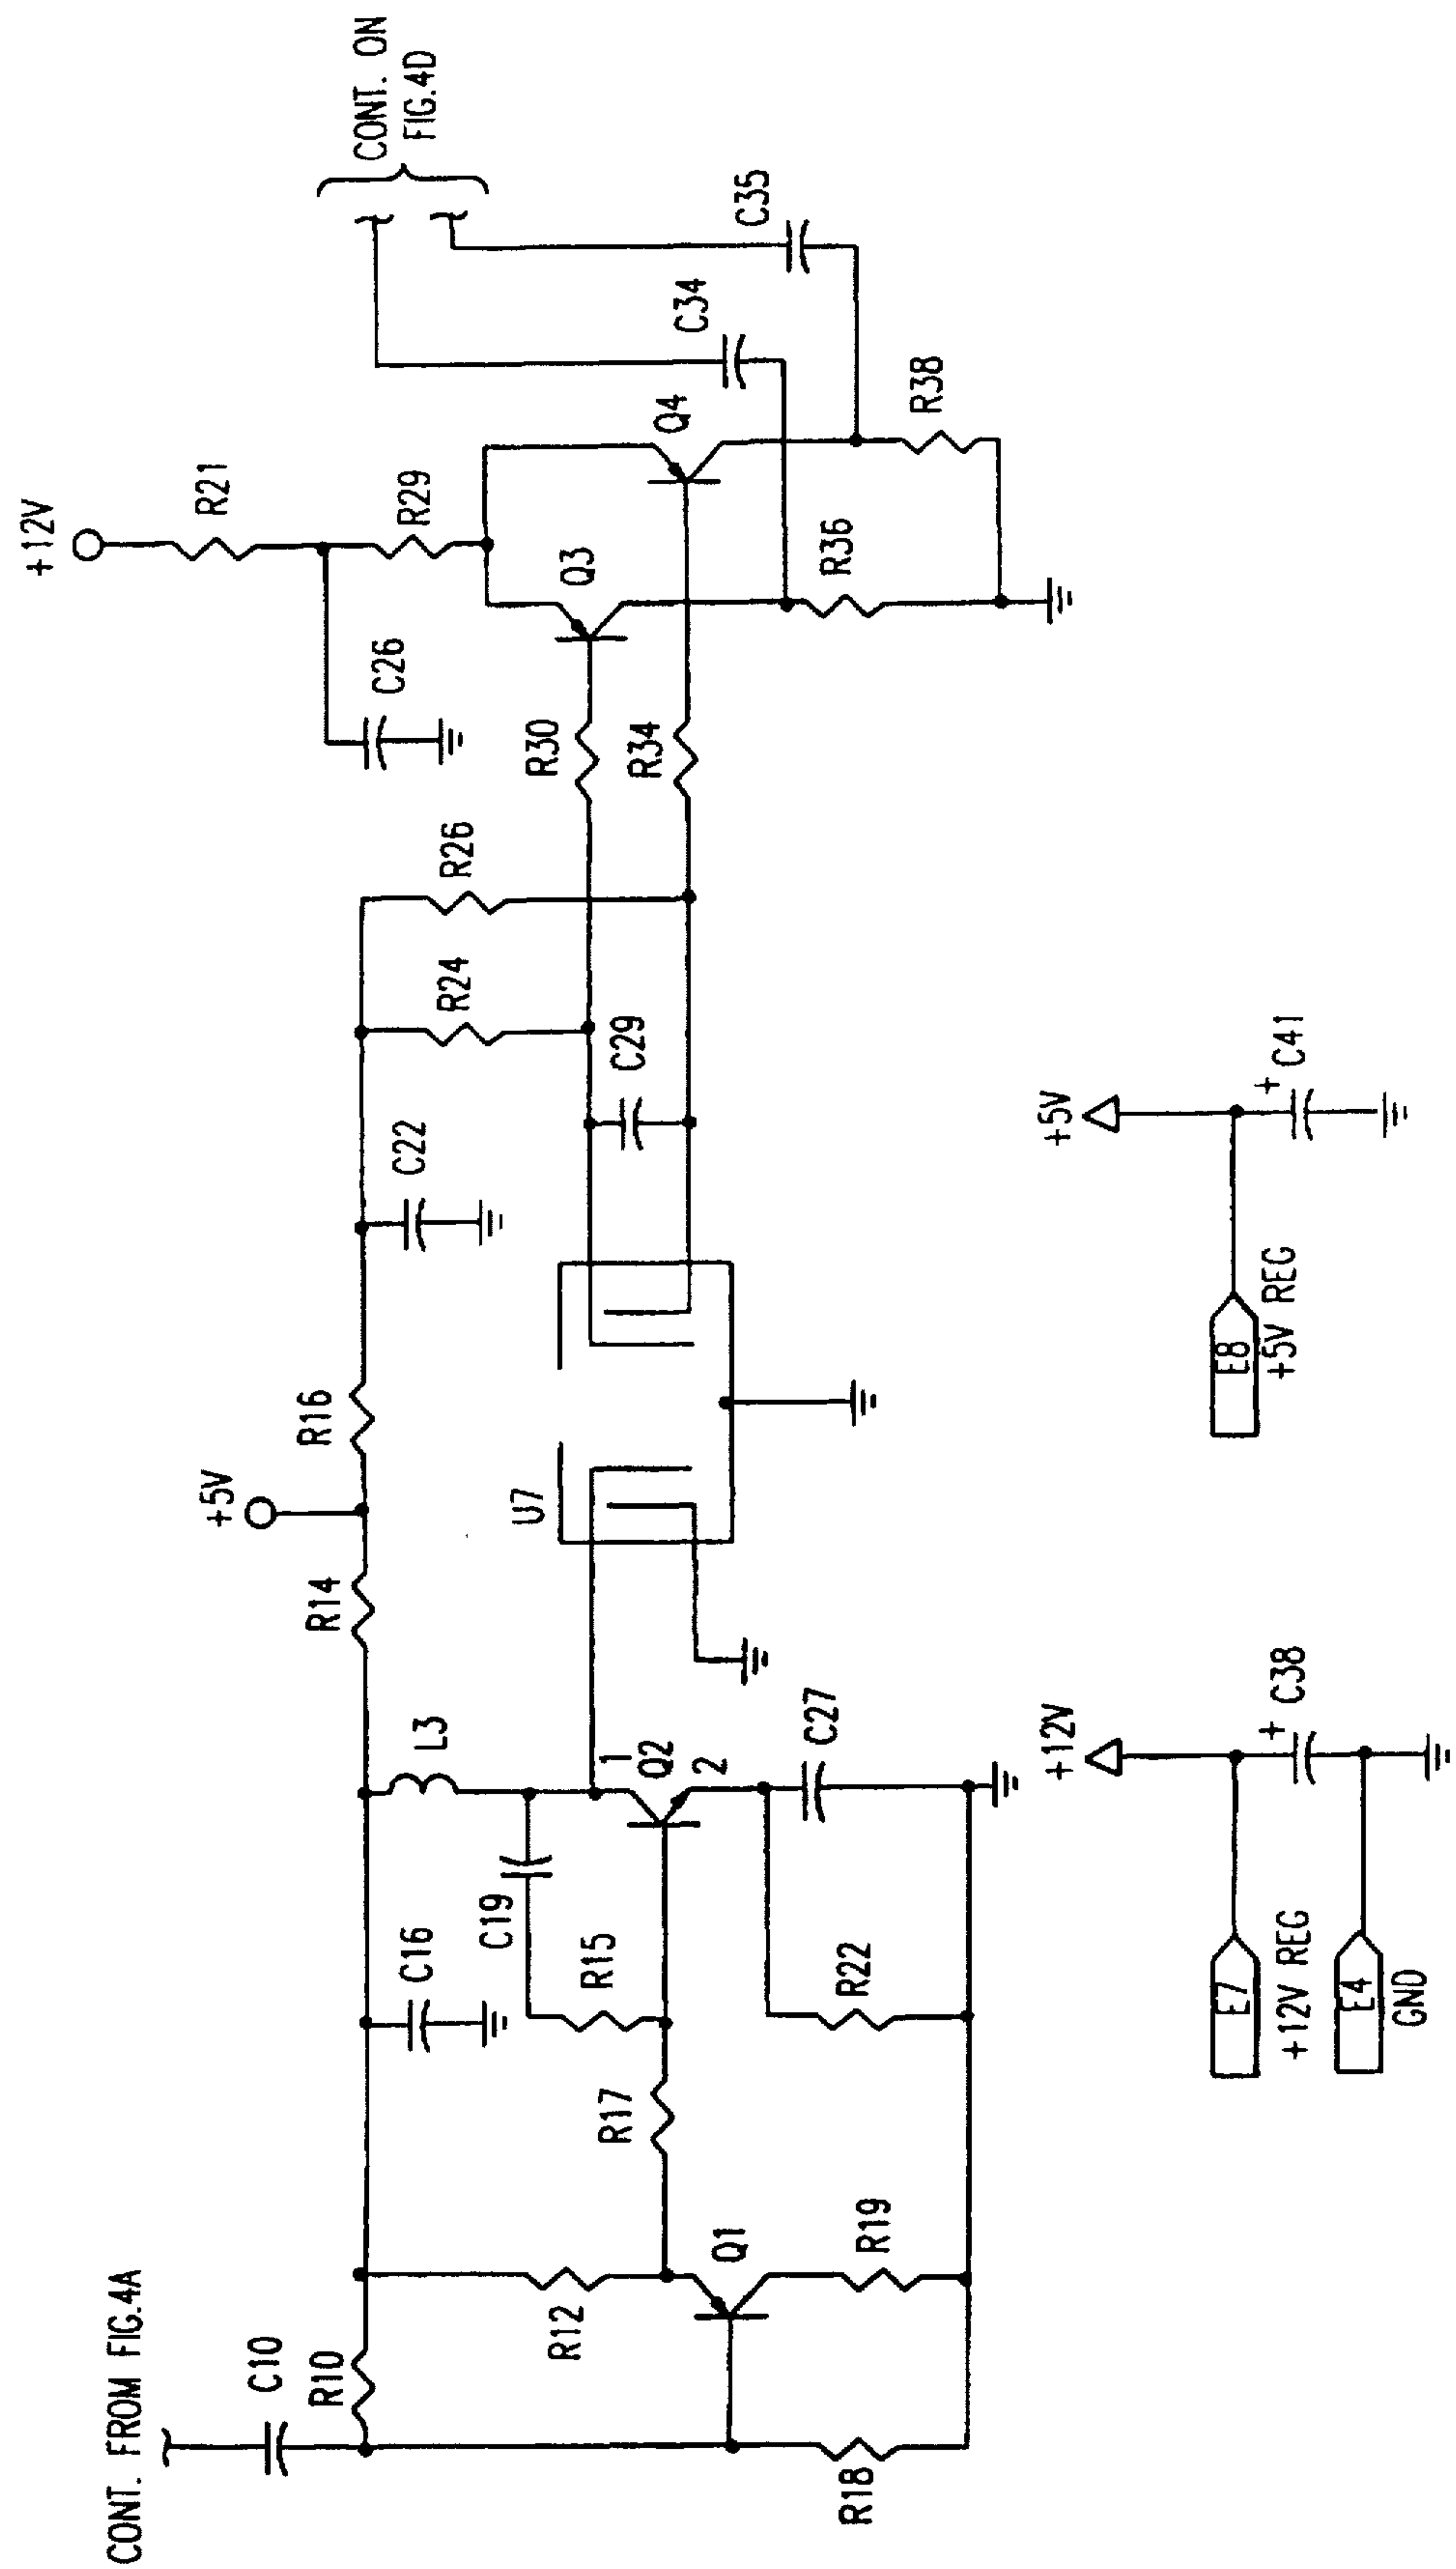 CONT. FROM FIG.4A
C10
R10
R12
Q1
R18
R19
R17
C16
C19
R15
R22
L3
1
Q2
2
C27
R14
+5V
R16
U7
C22
C29
R24
R26
R30
R34
C26
+12V
R21
R29
Q3
Q4
R36
R38
C34
C35
CONT. ON
FIG.4D
E7
+12V REG
E4
GND
+12V
+
C38
E8
+5V REG
+5V
+
C41